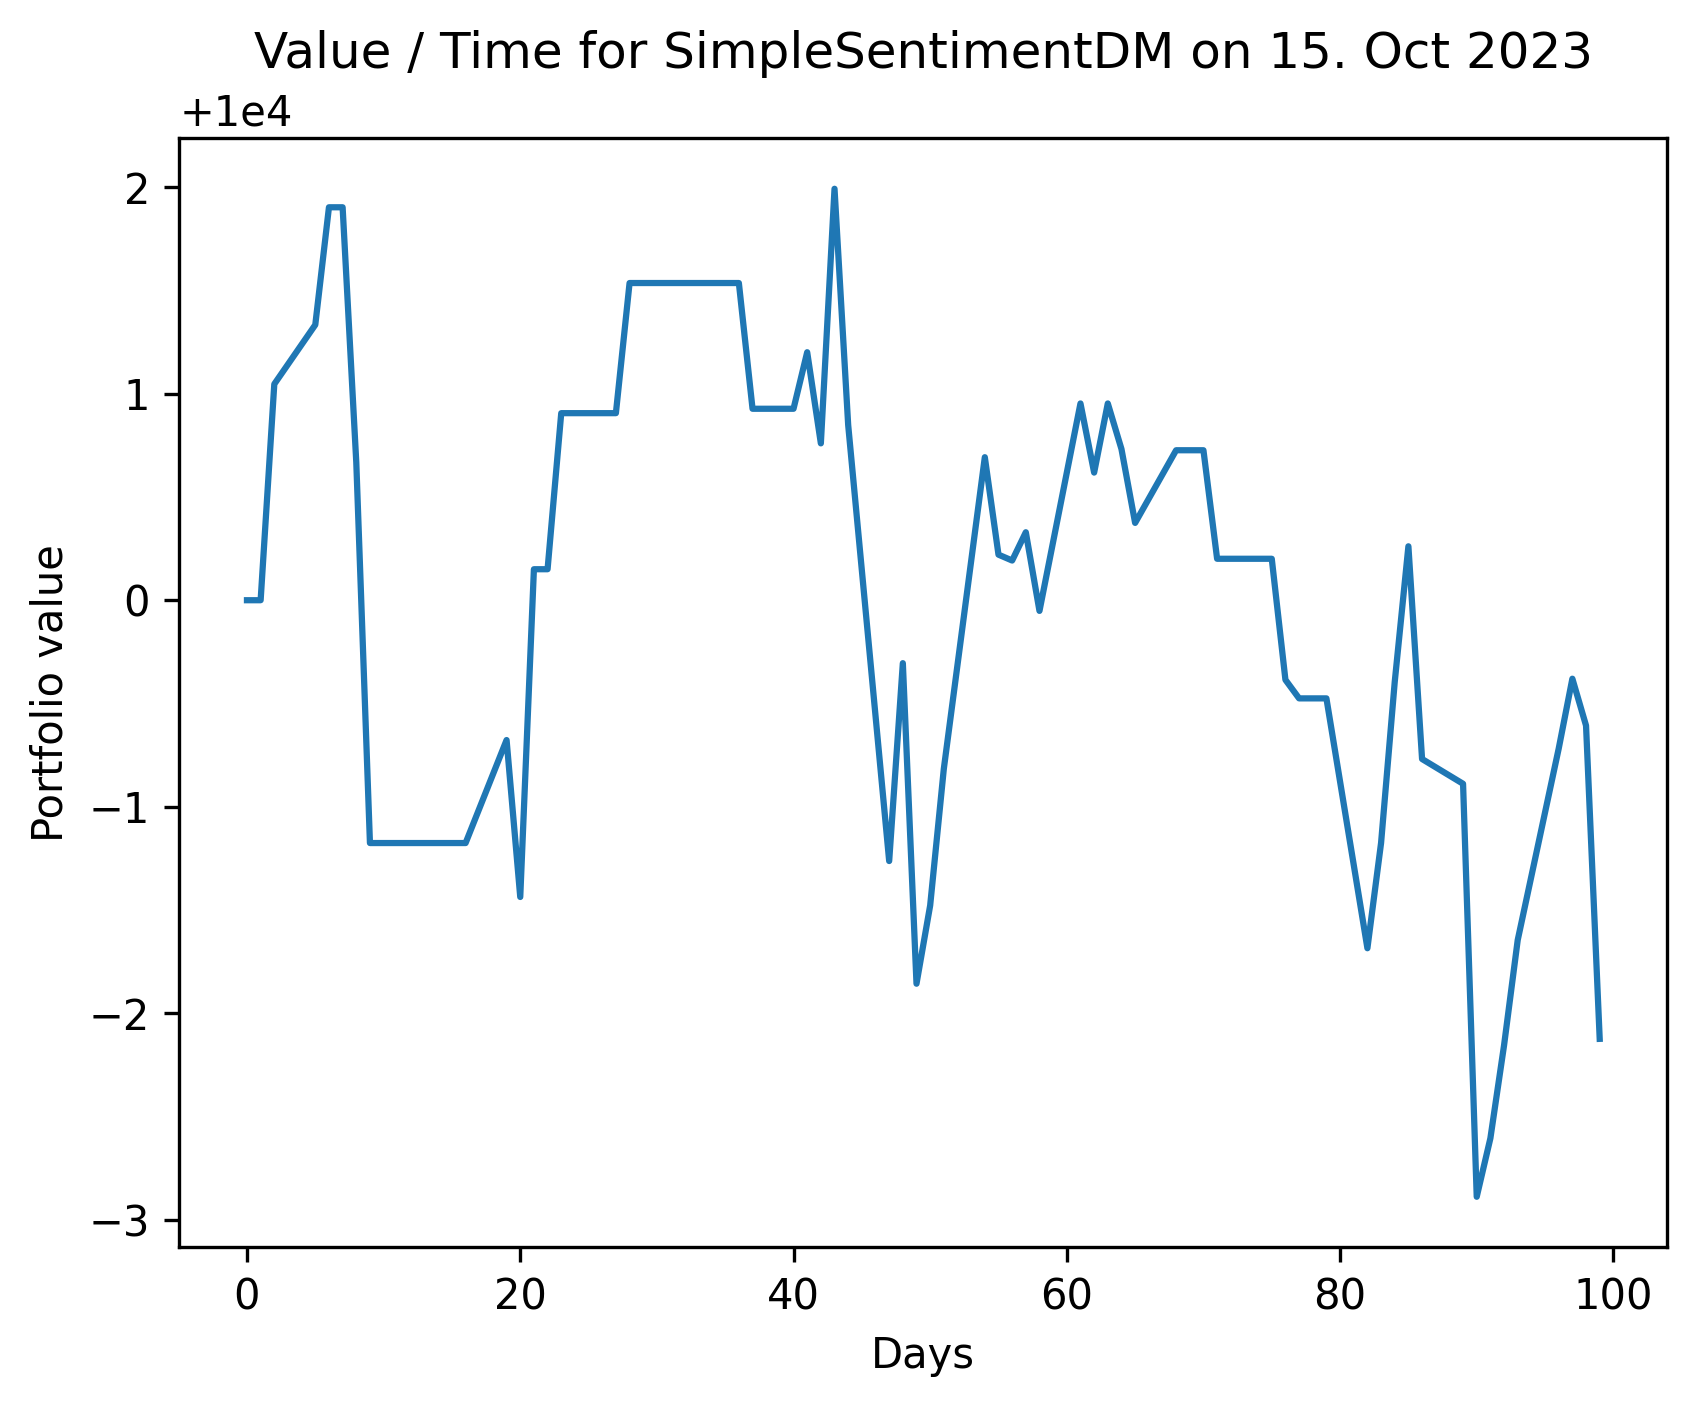 Value / Time for SimpleSentimentDM on 15. Oct 2023
+1e4
2
1
0
−1
−2
−3
Portfolio value
0 20 40 60 80 100
Days